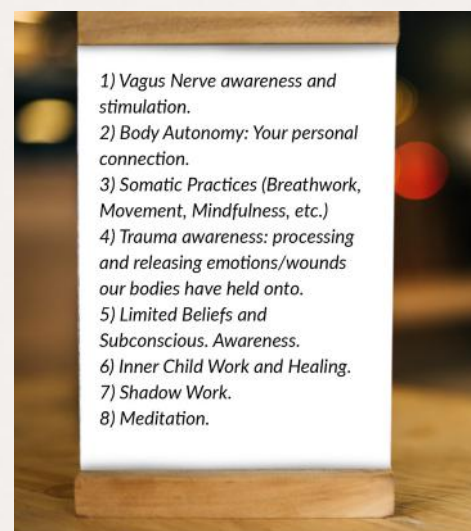 1) Vagus Nerve awareness and
stimulation.
2) Body Autonomy: Your personal
connection.
3) Somatic Practices (Breathwork,
Movement, Mindfulness, etc.)
4) Trauma awareness: processing
and releasing emotions/wounds
our bodies have held onto.
5) Limited Beliefs and
Subconscious. Awareness.
6) Inner Child Work and Healing.
7) Shadow Work.
8) Meditation.